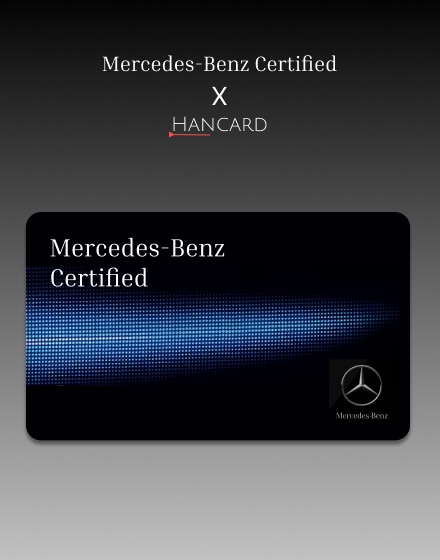 Mercedes-Benz Certified
X
HANCARD
Mercedes-Benz
Certified
Mercedes-Benz